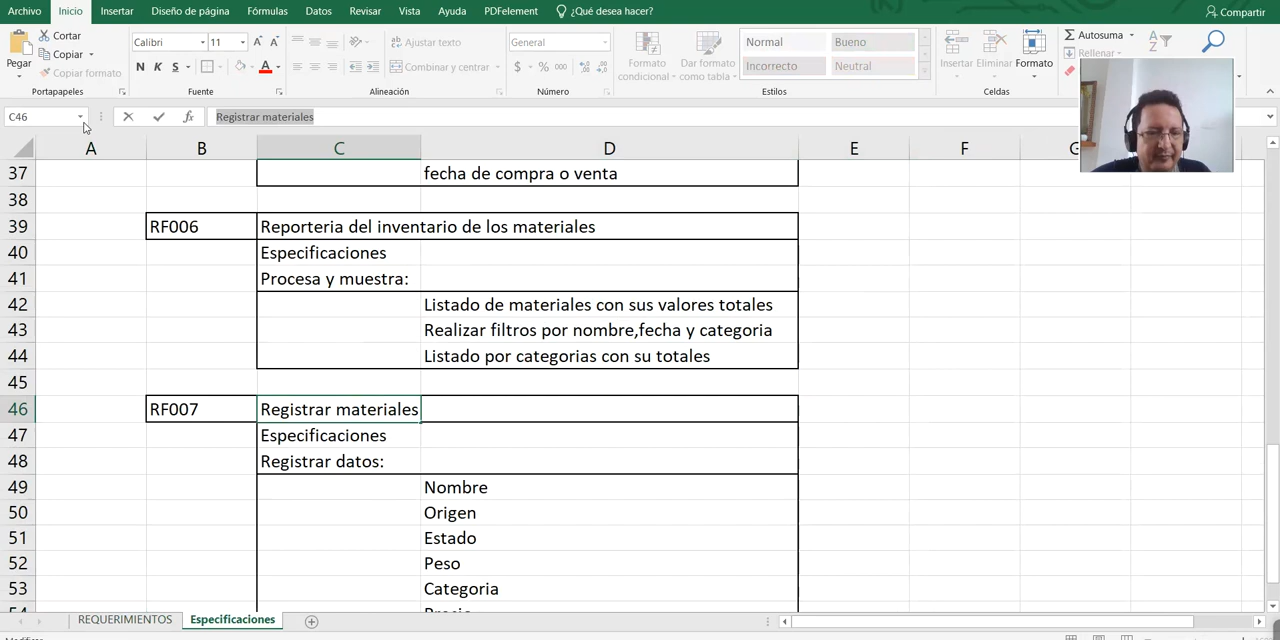 Archivo Inicio Insertar Diseño de página Fórmulas Datos Revisar Vista Ayuda PDFelement ¿Qué desea hacer? Compartir
Cortar
Copiar
Copiar formato
Pegar
Portapapeles
Calibri 11
N K S
Fuente
Ajustar texto
Combinar y centrar
Alineación
General
$ % 000
Número
Formato condicional
Dar formato como tabla
Normal Bueno
Incorrecto Neutral
Estilos
Insertar Eliminar Formato
Celdas
Autosuma
Rellenar
C46 fx Registrar materiales
A B C D E F G
37 fecha de compra o venta
38
39 RF006 Reporteria del inventario de los materiales
40 Especificaciones
41 Procesa y muestra:
42 Listado de materiales con sus valores totales
43 Realizar filtros por nombre,fecha y categoria
44 Listado por categorias con su totales
45
46 RF007 Registrar materiales
47 Especificaciones
48 Registrar datos:
49 Nombre
50 Origen
51 Estado
52 Peso
53 Categoria
54 Precio
REQUERIMIENTOS Especificaciones